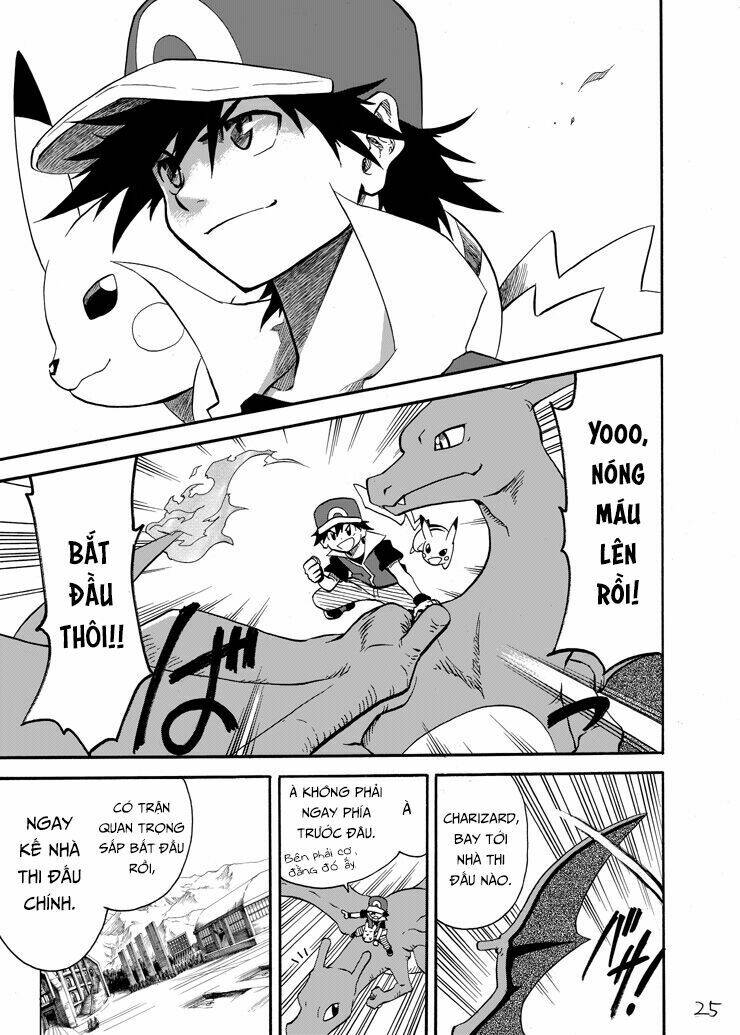 YOOO,
NÓNG
MÁU
LÊN
RỒI!
BẮT
ĐẦU
THÔI!!
ばっ
CHARIZARD,
BAY TỚI
NHÀ THI
ĐẤU NÀO.
À
À KHÔNG PHẢI
NGAY PHÍA
TRƯỚC ĐÂU.
Bên phải cơ,
đằng đó ấy.
CÓ TRẬN
QUAN TRỌNG
SẮP BẮT ĐẦU
RỒI,
NGAY
KẾ NHÀ
THI ĐẤU
CHÍNH.
25